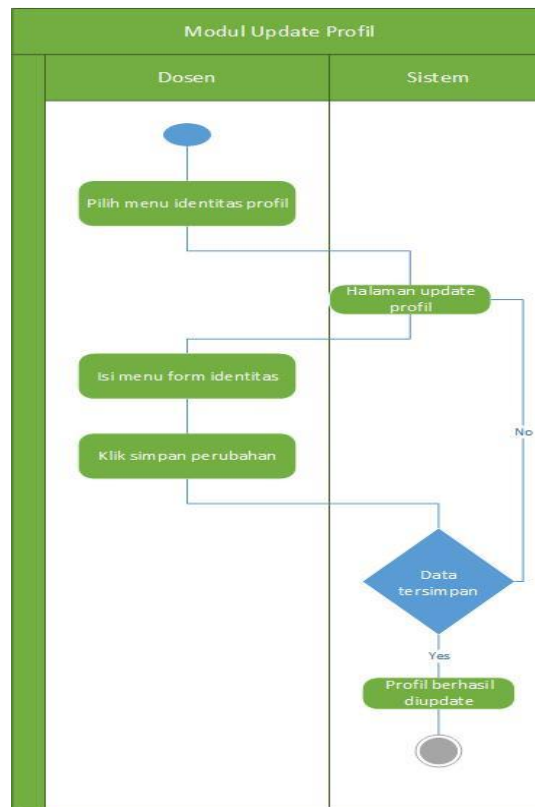 Modul Update Profil
Dosen
Sistem
Pilih menu identitas profil
Halaman update
profil
Isi menu form identitas
No
Klik simpan perubahan
Data
tersimpan
Yes
Profil berhasil
diupdate